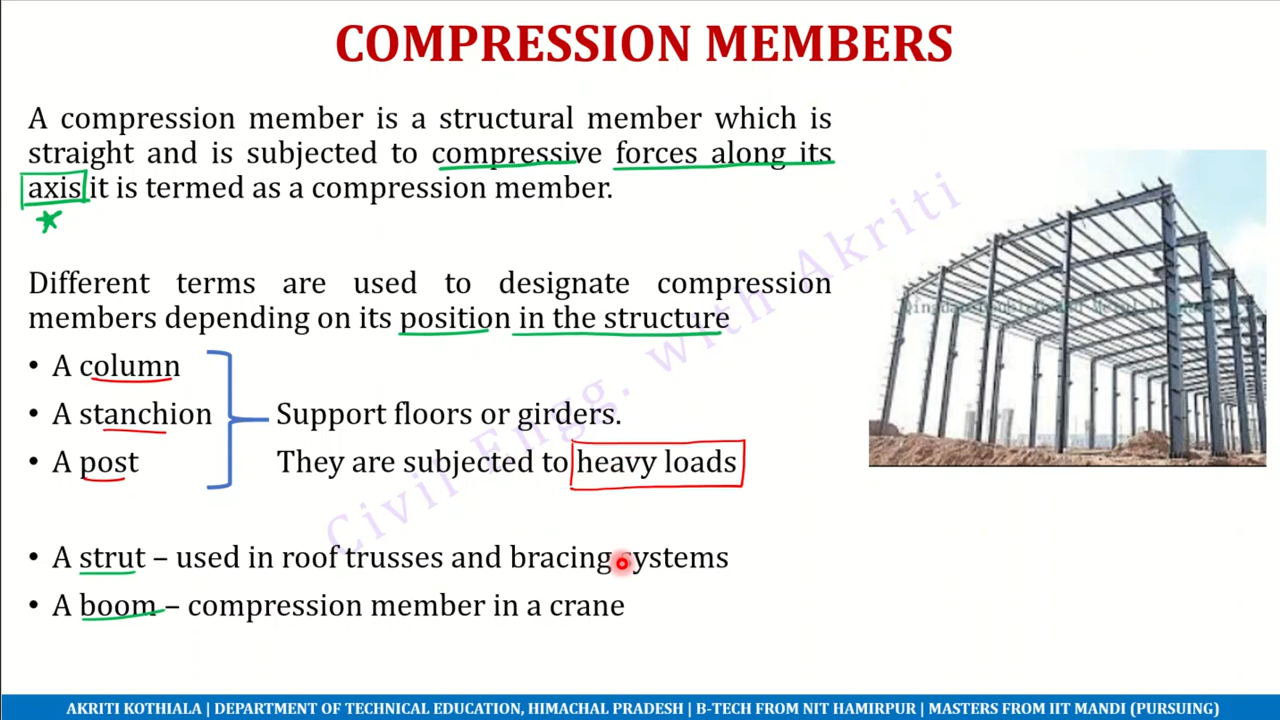 COMPRESSION MEMBERS
A compression member is a structural member which is
straight and is subjected to compressive forces along its
axis it is termed as a compression member.
Different terms are used to designate compression
members depending on its position in the structure
• A column
• A stanchion
Support floors or girders.
• A post
They are subjected to heavy loads
• A strut – used in roof trusses and bracing systems
• A boom – compression member in a crane
Civil Engg. with Akriti
AKRITI KOTHIALA | DEPARTMENT OF TECHNICAL EDUCATION, HIMACHAL PRADESH | B-TECH FROM NIT HAMIRPUR | MASTERS FROM IIT MANDI (PURSUING)